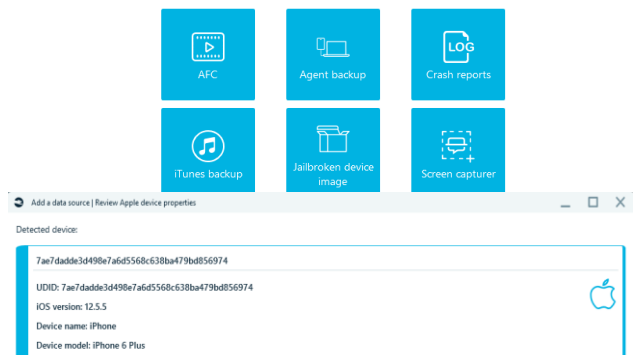 AFC
Agent backup
LOG
Crash reports
iTunes backup
Jailbroken device
image
Screen capturer
Add a data source | Review Apple device properties
Detected device:
7ae7dadde3d498e7a6d5568c638ba479bd856974
UDID: 7ae7dadde3d498e7a6d5568c638ba479bd856974
iOS version: 12.5.5
Device name: iPhone
Device model: iPhone 6 Plus